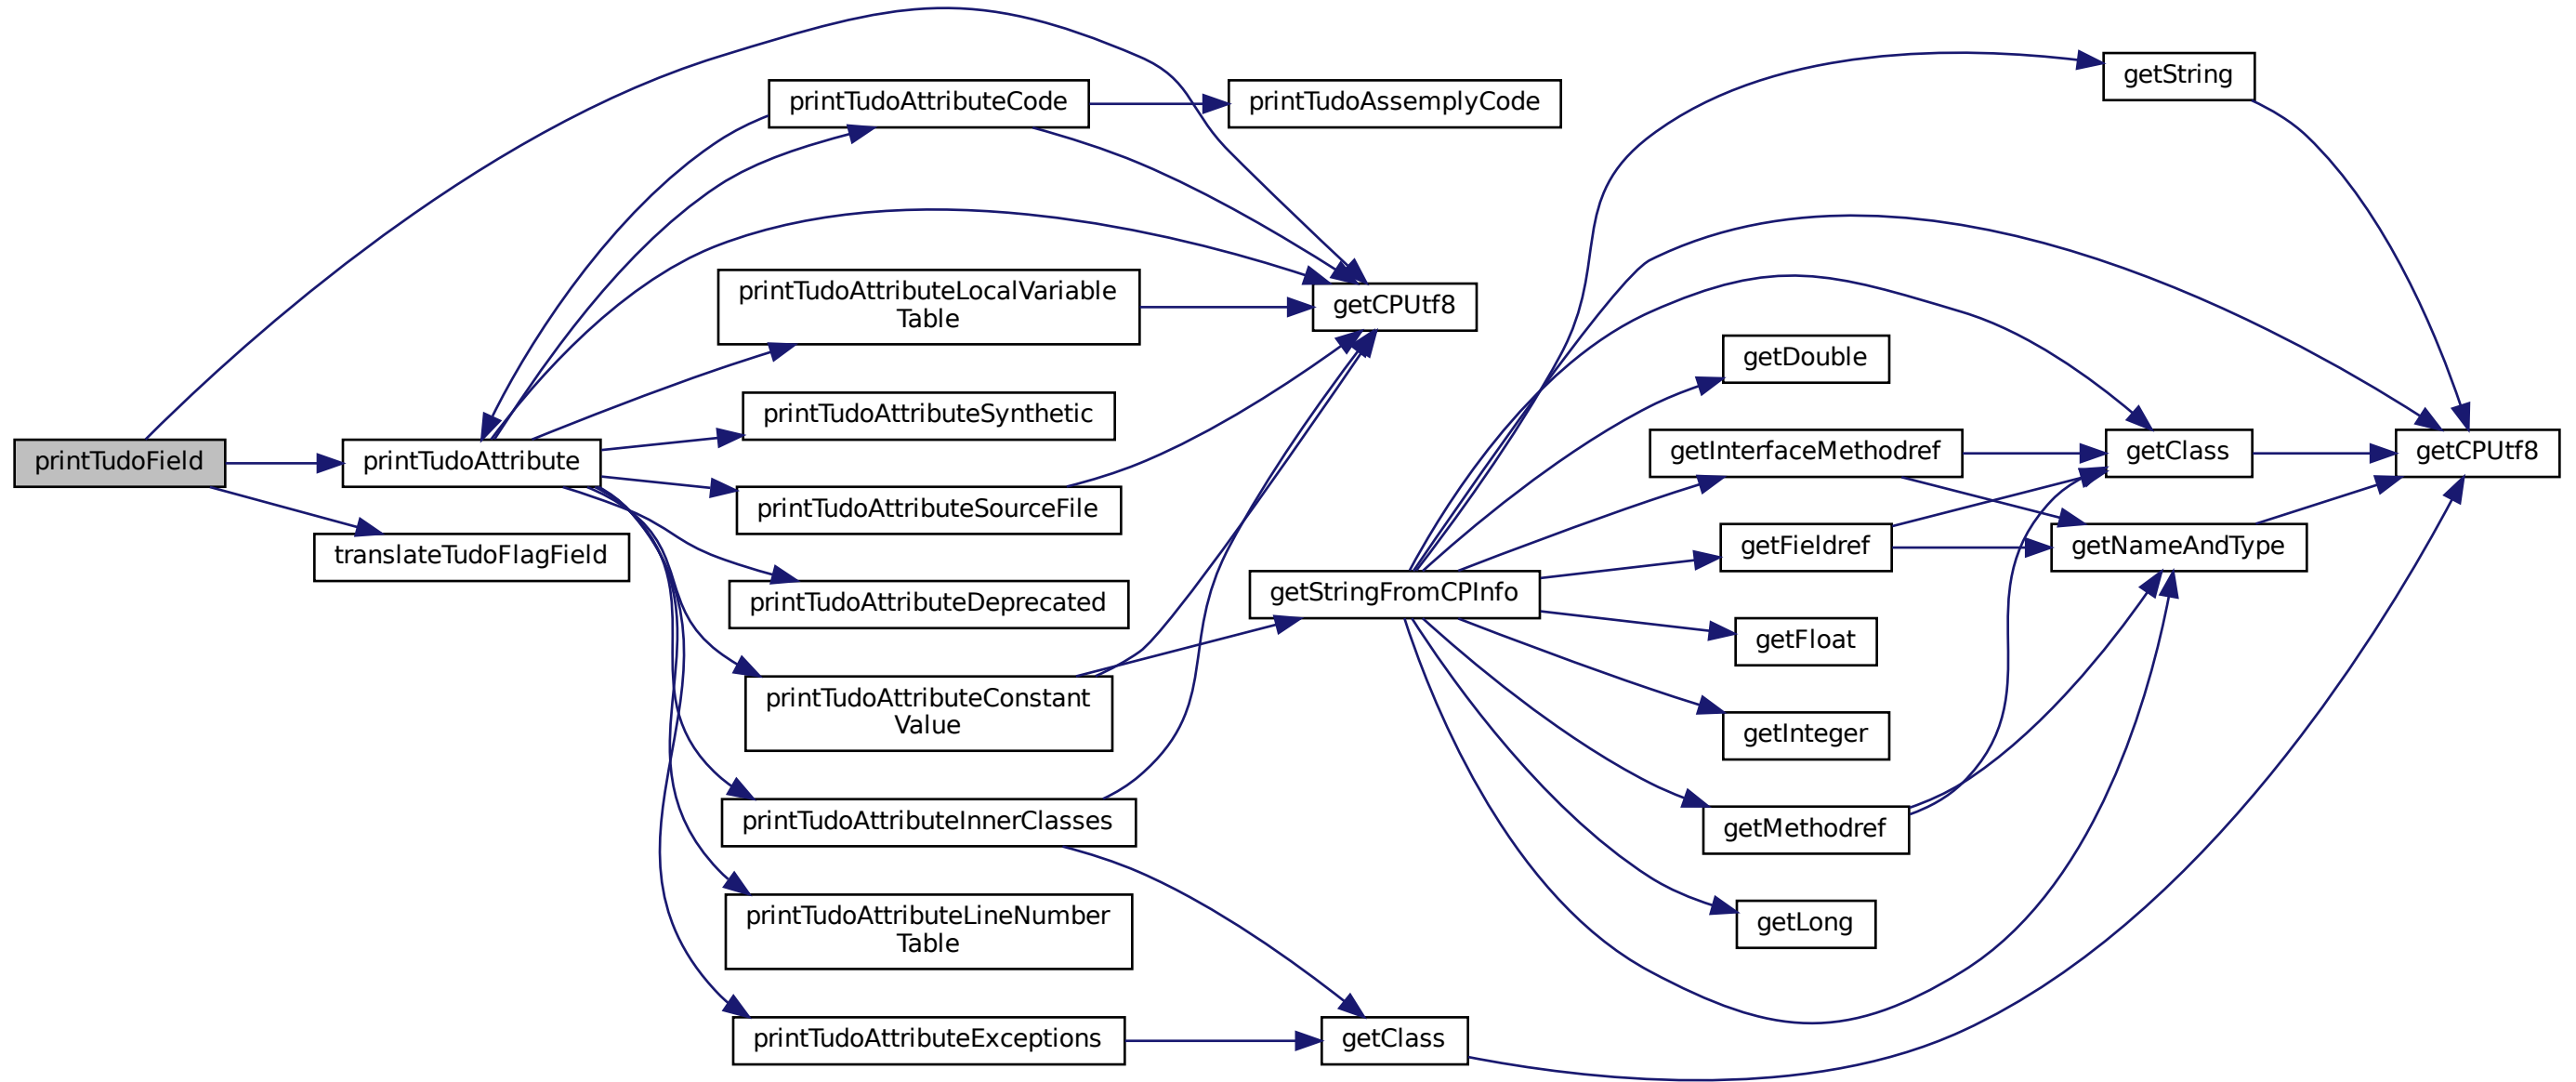 printTudoField
printTudoAttribute
translateTudoFlagField
printTudoAttributeCode
printTudoAttributeLocalVariable
Table
printTudoAttributeSynthetic
printTudoAttributeSourceFile
printTudoAttributeDeprecated
printTudoAttributeConstant
Value
printTudoAttributeInnerClasses
printTudoAttributeLineNumber
Table
printTudoAttributeExceptions
printTudoAssemplyCode
getCPUtf8
getStringFromCPInfo
getClass
getDouble
getInterfaceMethodref
getFieldref
getFloat
getInteger
getMethodref
getLong
getString
getClass
getNameAndType
getCPUtf8